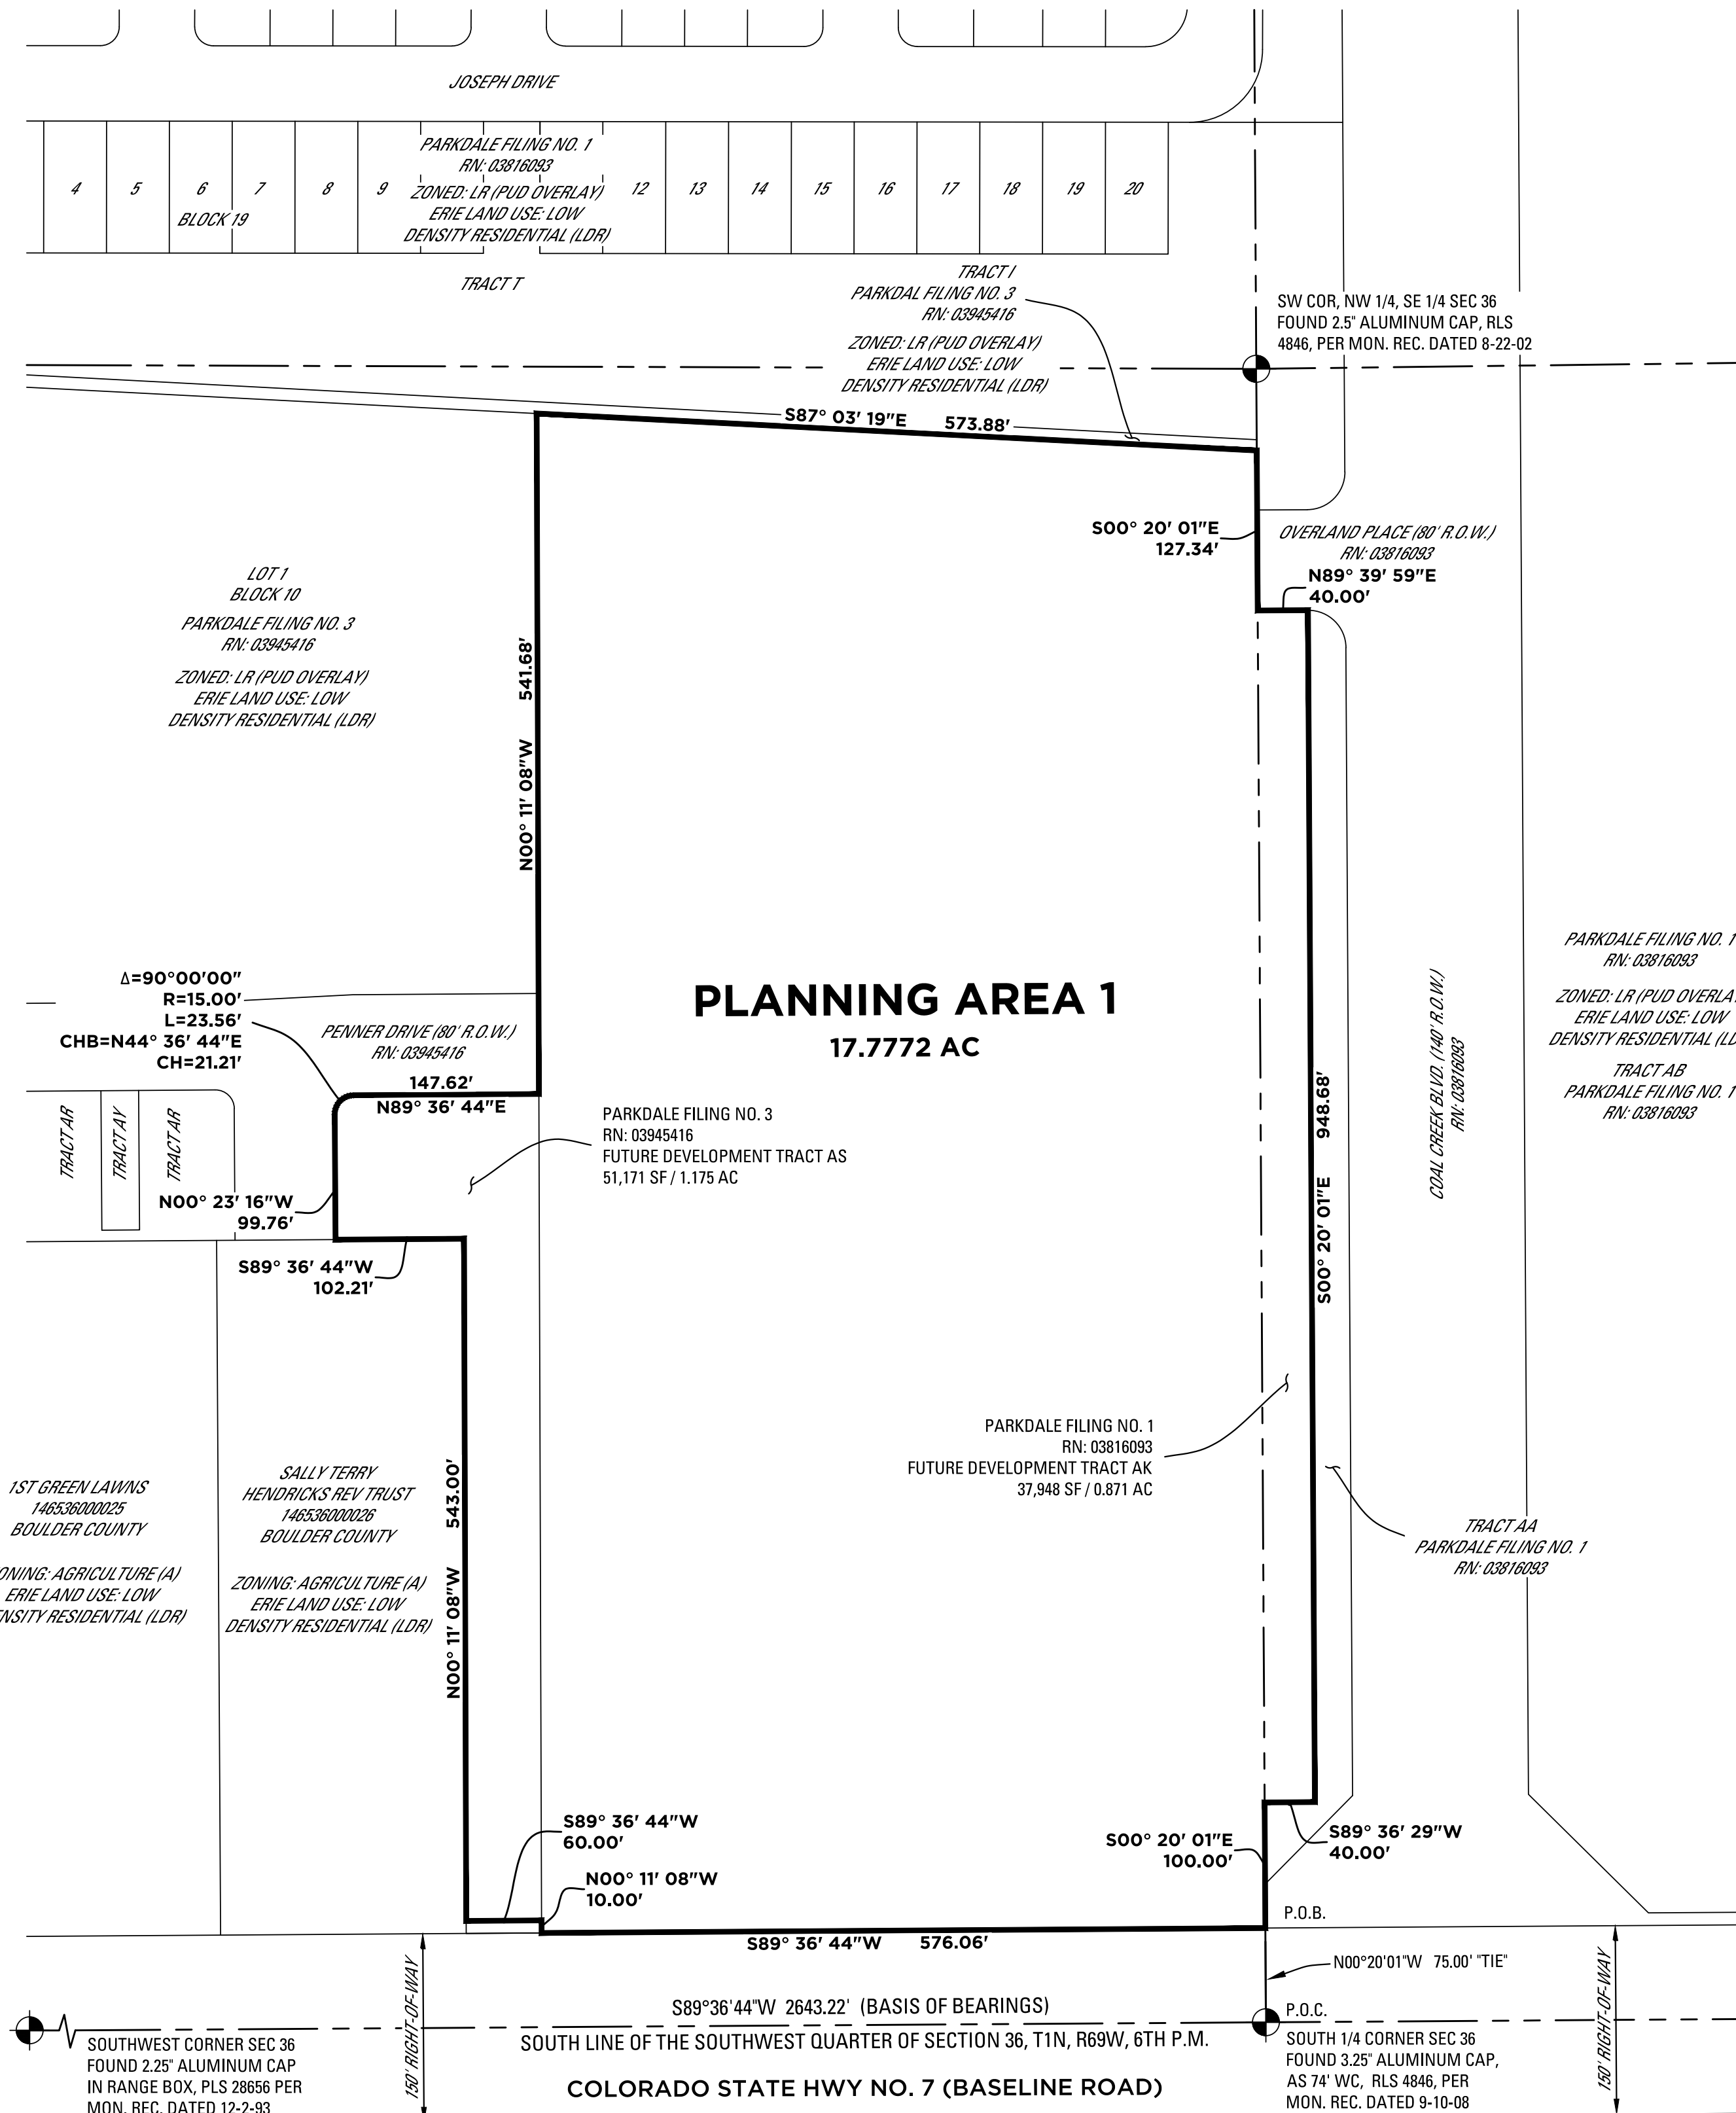 JOSEPH DRIVE
PARKDALE FILING NO. 1
RN: 03816093
ZONED: LR (PUD OVERLAY)
ERIE LAND USE: LOW
DENSITY RESIDENTIAL (LDR)
4 5 6 7 8 9 12 13 14 15 16 17 18 19 20
BLOCK 19
TRACT T
TRACT I
PARKDAL FILING NO. 3
RN: 03945416
ZONED: LR (PUD OVERLAY)
ERIE LAND USE: LOW
DENSITY RESIDENTIAL (LDR)
SW COR, NW 1/4, SE 1/4 SEC 36
FOUND 2.5" ALUMINUM CAP, RLS
4846, PER MON. REC. DATED 8-22-02
S87° 03' 19"E 573.88'
S00° 20' 01"E
127.34'
OVERLAND PLACE (80' R.O.W.)
RN: 03816093
N89° 39' 59"E
40.00'
LOT 1
BLOCK 10
PARKDALE FILING NO. 3
RN: 03945416
ZONED: LR (PUD OVERLAY)
ERIE LAND USE: LOW
DENSITY RESIDENTIAL (LDR)
N00° 11' 08"W 541.68'
PLANNING AREA 1
17.7772 AC
Δ=90°00'00"
R=15.00'
L=23.56'
CHB=N44° 36' 44"E
CH=21.21'
PENNER DRIVE (80' R.O.W.)
RN: 03945416
147.62'
N89° 36' 44"E
PARKDALE FILING NO. 3
RN: 03945416
FUTURE DEVELOPMENT TRACT AS
51,171 SF / 1.175 AC
TRACT AR
TRACT AY
TRACT AR
N00° 23' 16"W
99.76'
S89° 36' 44"W
102.21'
S00° 20' 01"E 948.68'
COAL CREEK BLVD. (140' R.O.W.)
RN: 03816093
PARKDALE FILING NO. 1
RN: 03816093
ZONED: LR (PUD OVERLA
ERIE LAND USE: LOW
DENSITY RESIDENTIAL (LD
TRACT AB
PARKDALE FILING NO. 1
RN: 03816093
PARKDALE FILING NO. 1
RN: 03816093
FUTURE DEVELOPMENT TRACT AK
37,948 SF / 0.871 AC
1ST GREEN LAWNS
146536000025
BOULDER COUNTY
ONING: AGRICULTURE (A)
ERIE LAND USE: LOW
NSITY RESIDENTIAL (LDR)
SALLY TERRY
HENDRICKS REV TRUST
146536000026
BOULDER COUNTY
ZONING: AGRICULTURE (A)
ERIE LAND USE: LOW
DENSITY RESIDENTIAL (LDR)
N00° 11' 08"W 543.00'
TRACT AA
PARKDALE FILING NO. 1
RN: 03816093
S89° 36' 44"W
60.00'
N00° 11' 08"W
10.00'
S00° 20' 01"E
100.00'
S89° 36' 29"W
40.00'
P.O.B.
S89° 36' 44"W 576.06'
N00°20'01"W 75.00' "TIE"
150' RIGHT-OF-WAY
150' RIGHT-OF-WAY
S89°36'44"W 2643.22' (BASIS OF BEARINGS)
SOUTH LINE OF THE SOUTHWEST QUARTER OF SECTION 36, T1N, R69W, 6TH P.M.
COLORADO STATE HWY NO. 7 (BASELINE ROAD)
SOUTHWEST CORNER SEC 36
FOUND 2.25" ALUMINUM CAP
IN RANGE BOX, PLS 28656 PER
MON. REC. DATED 12-2-93
P.O.C.
SOUTH 1/4 CORNER SEC 36
FOUND 3.25" ALUMINUM CAP,
AS 74' WC, RLS 4846, PER
MON. REC. DATED 9-10-08